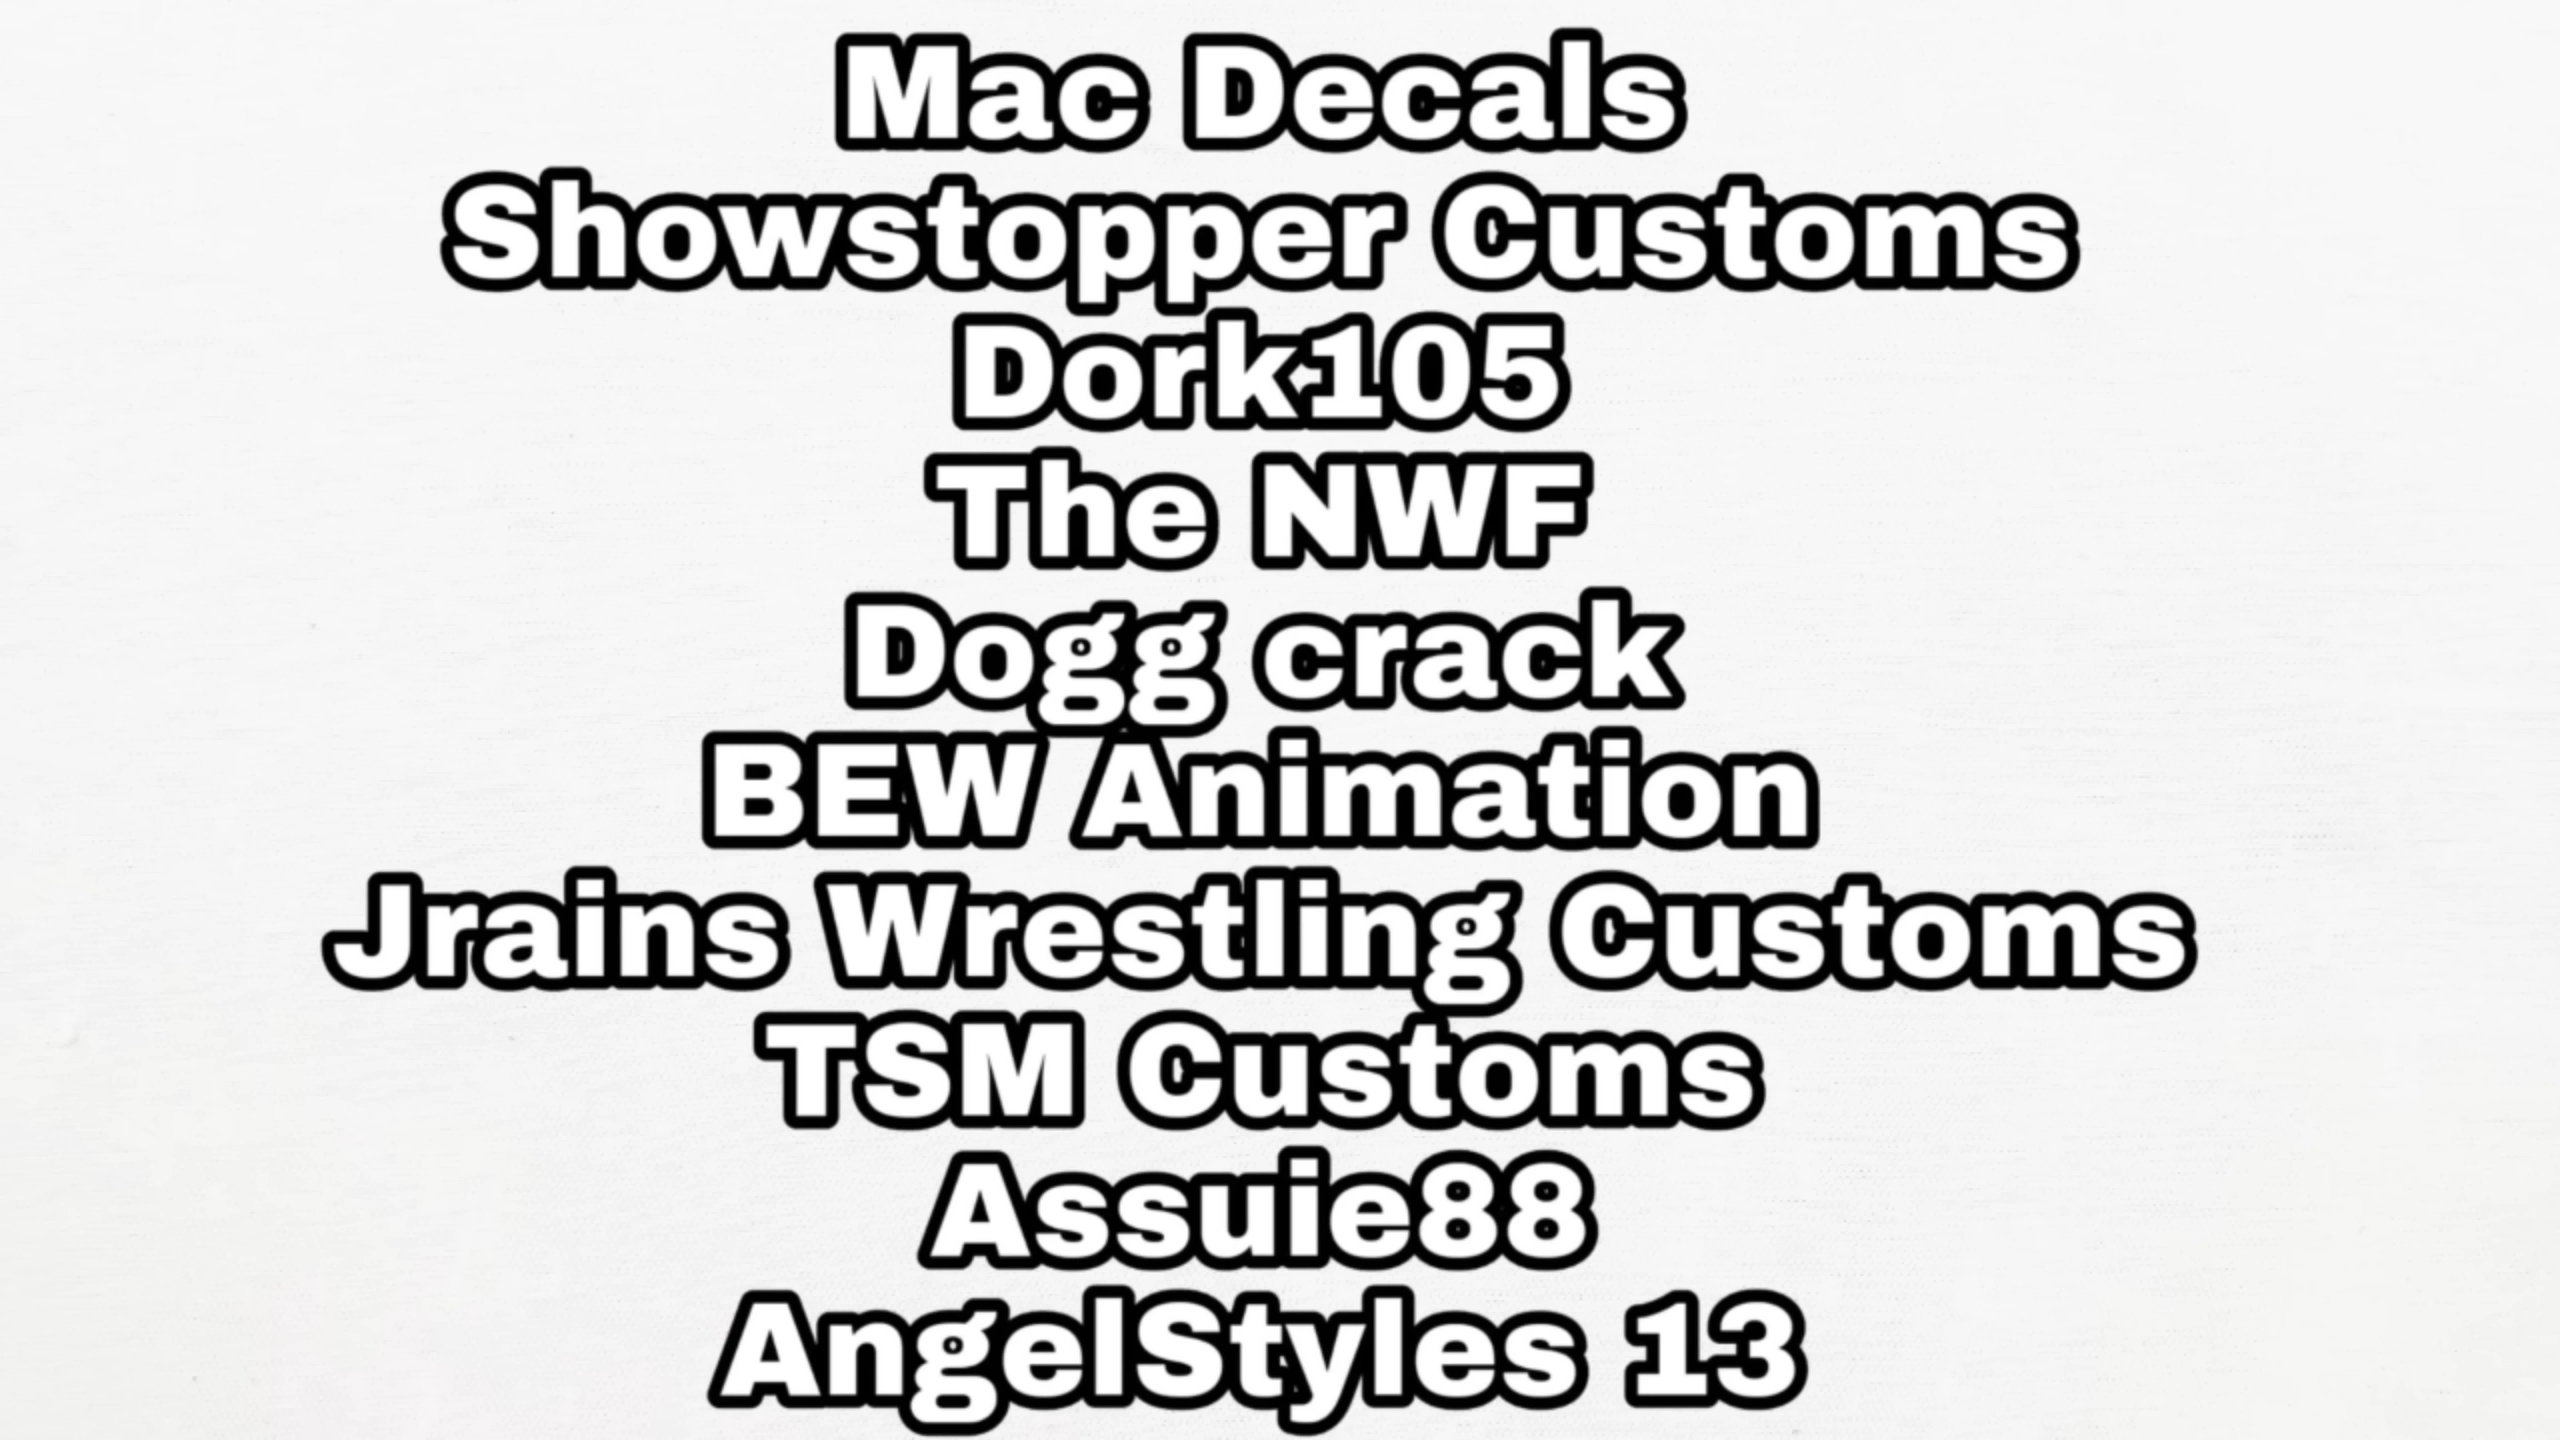 Mac Decals
Showstopper Customs
Dork105
The NWF
Dogg crack
BEW Animation
Jrains Wrestling Customs
TSM Customs
Assuie88
AngelStyles 13